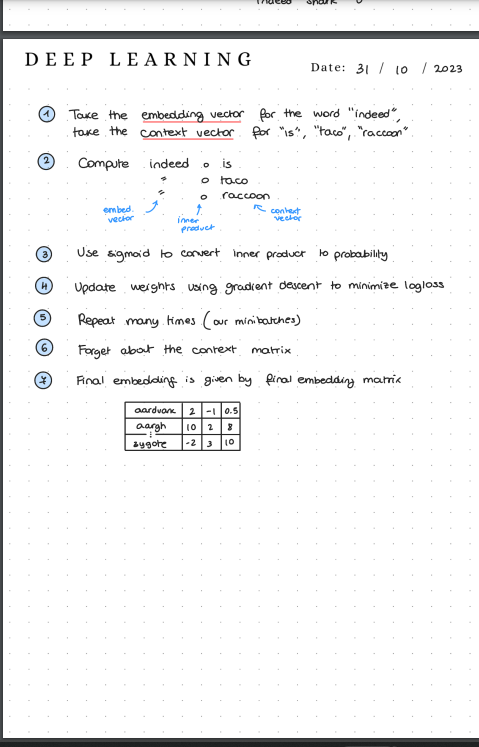 indeed shark
DEEP LEARNING
Date: 31 / 10 / 2023
1 Take the embedding vector for the word "indeed",
take the context vector for "is", "taco", "raccoon"
2 Compute indeed o is
" o taco
" o raccoon
embed. vector
inner product
context vector
3 Use sigmoid to convert inner product to probability
4 Update weights using gradient descent to minimize logloss
5 Repeat many times (our minibatches)
6 Forget about the context matrix
7 Final embedding is given by final embedding matrix
aardvark 2 -1 0.5
aargh 10 2 8
⋮
zygote -2 3 10